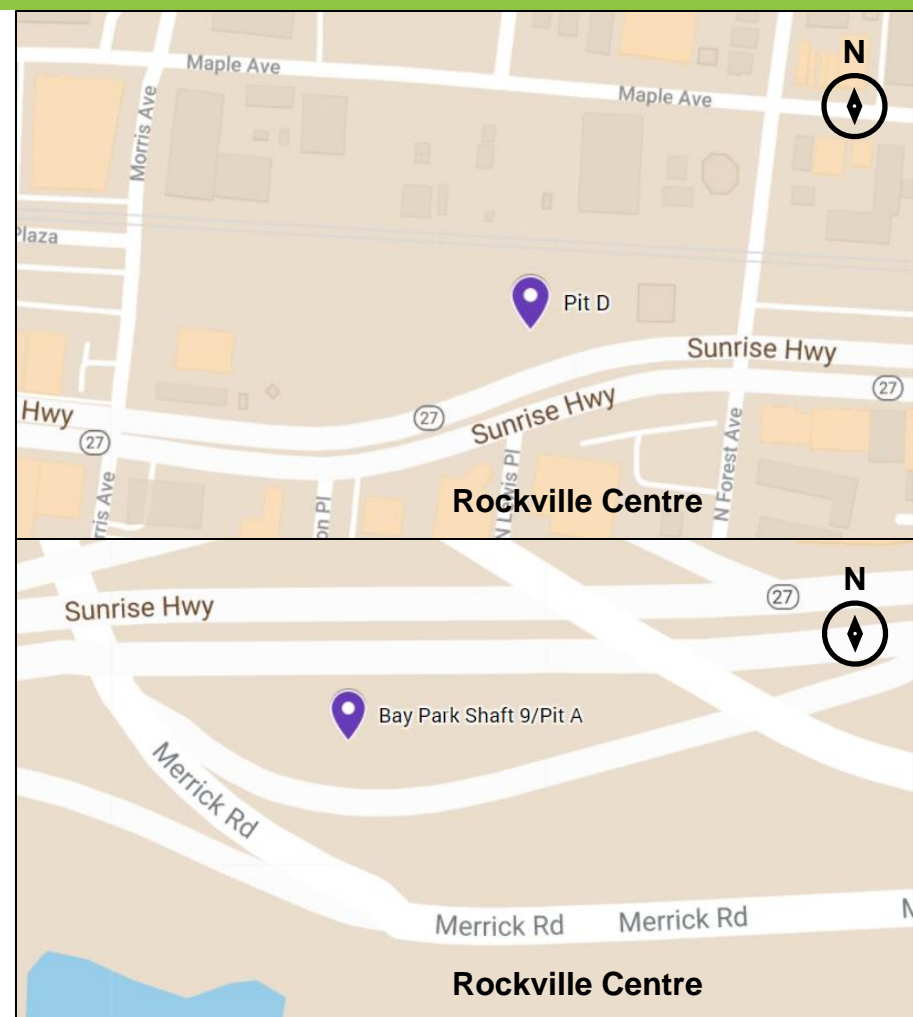 N
Maple Ave
Maple Ave
Morris Ave
Plaza
Pit D
Sunrise Hwy
27
Hwy
27
27
Sunrise Hwy
N Forest Ave
N Lewis Pl
Rockville Centre
N
27
Sunrise Hwy
Bay Park Shaft 9/Pit A
Merrick Rd
Merrick Rd
Merrick Rd
Rockville Centre